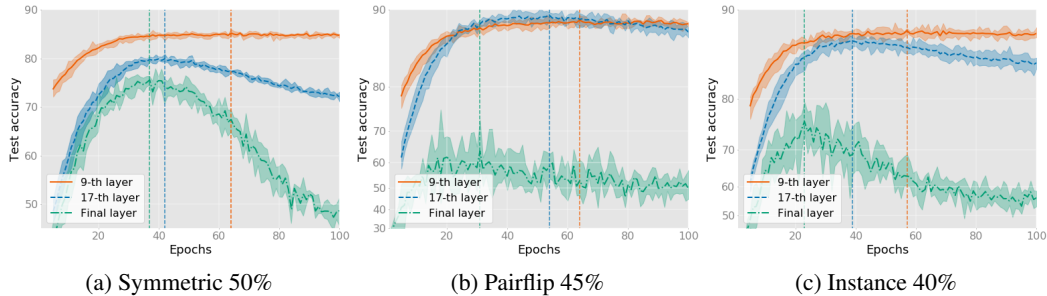 90
80
70
60
50
Test accuracy
9-th layer
17-th layer
Final layer
20
40
60
80
100
Epochs
(a) Symmetric 50%
90
80
70
60
50
40
30
Test accuracy
9-th layer
17-th layer
Final layer
20
40
60
80
100
Epochs
(b) Pairflip 45%
90
80
70
60
50
Test accuracy
9-th layer
17-th layer
Final layer
20
40
60
80
100
Epochs
(c) Instance 40%